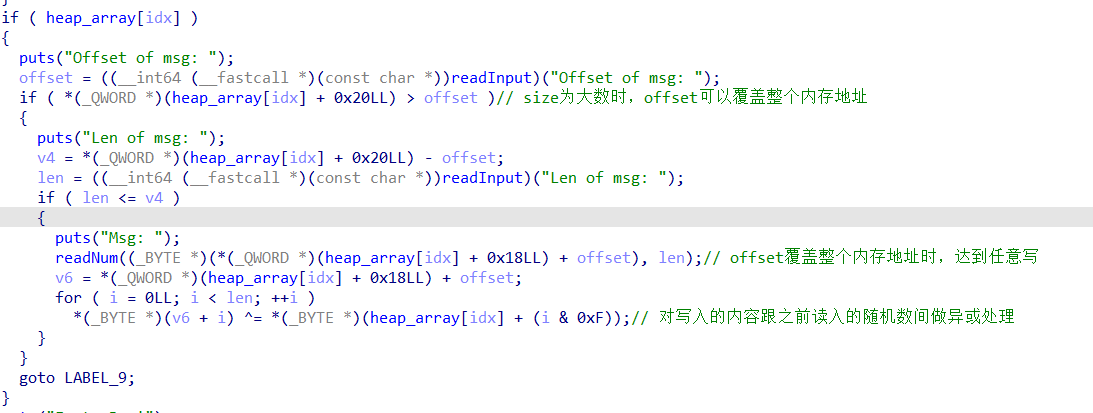 if ( heap_array[idx] )
{
puts("Offset of msg: ");
offset = ((__int64 (__fastcall *)(const char *))readInput)("Offset of msg: ");
if ( *(_QWORD *)(heap_array[idx] + 0x20LL) > offset )// size为大数时，offset可以覆盖整个内存地址
{
puts("Len of msg: ");
v4 = *(_QWORD *)(heap_array[idx] + 0x20LL) - offset;
len = ((__int64 (__fastcall *)(const char *))readInput)("Len of msg: ");
if ( len <= v4 )
{
puts("Msg: ");
readNum((_BYTE *)(*(_QWORD *)(heap_array[idx] + 0x18LL) + offset), len);// offset覆盖整个内存地址时，达到任意写
v6 = *(_QWORD *)(heap_array[idx] + 0x18LL) + offset;
for ( i = 0LL; i < len; ++i )
*(_BYTE *)(v6 + i) ^= *(_BYTE *)(heap_array[idx] + (i & 0xF));// 对写入的内容跟之前读入的随机数间做异或处理
}
}
goto LABEL_9;
}